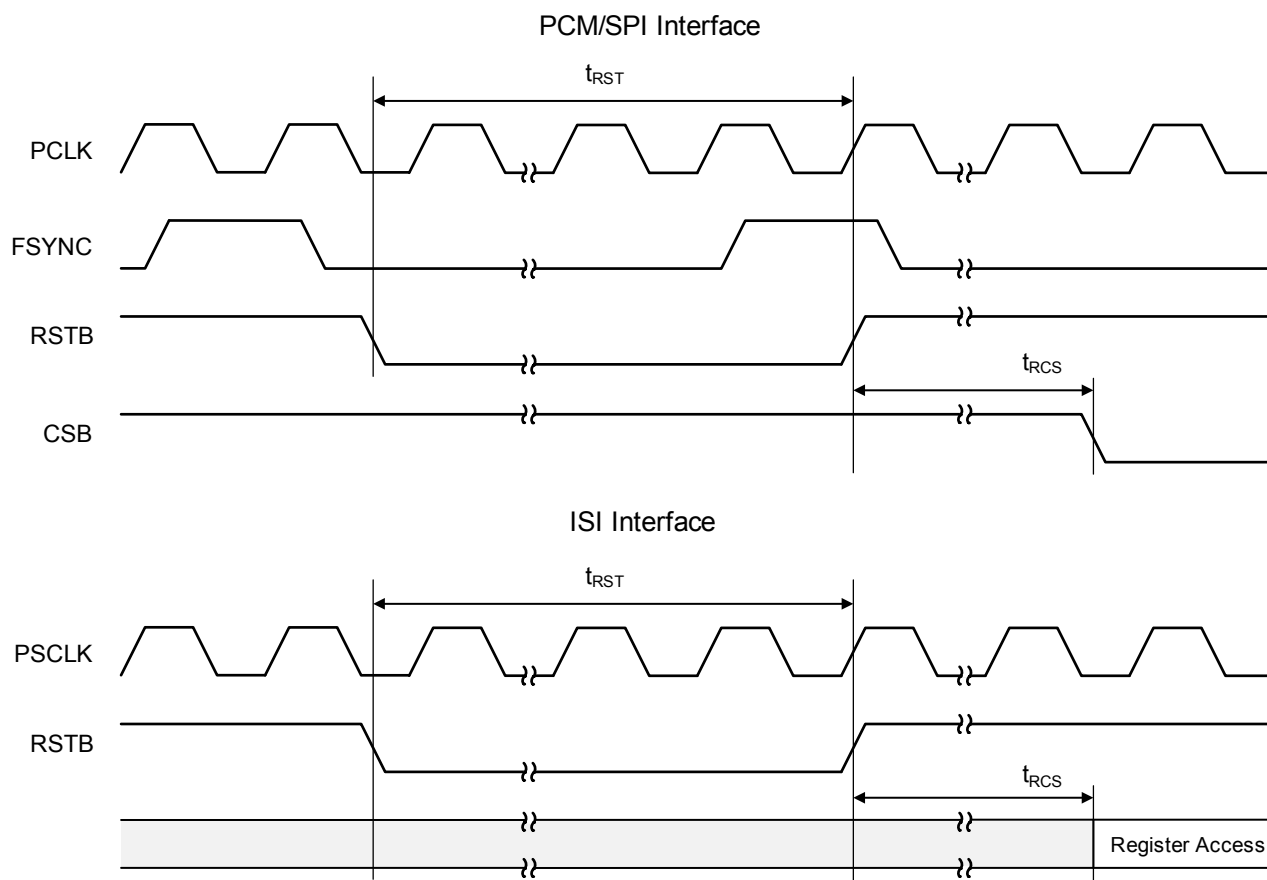 PCM/SPI Interface
tRST
PCLK
FSYNC
RSTB
tRCS
CSB
ISI Interface
tRST
PSCLK
RSTB
tRCS
Register Access